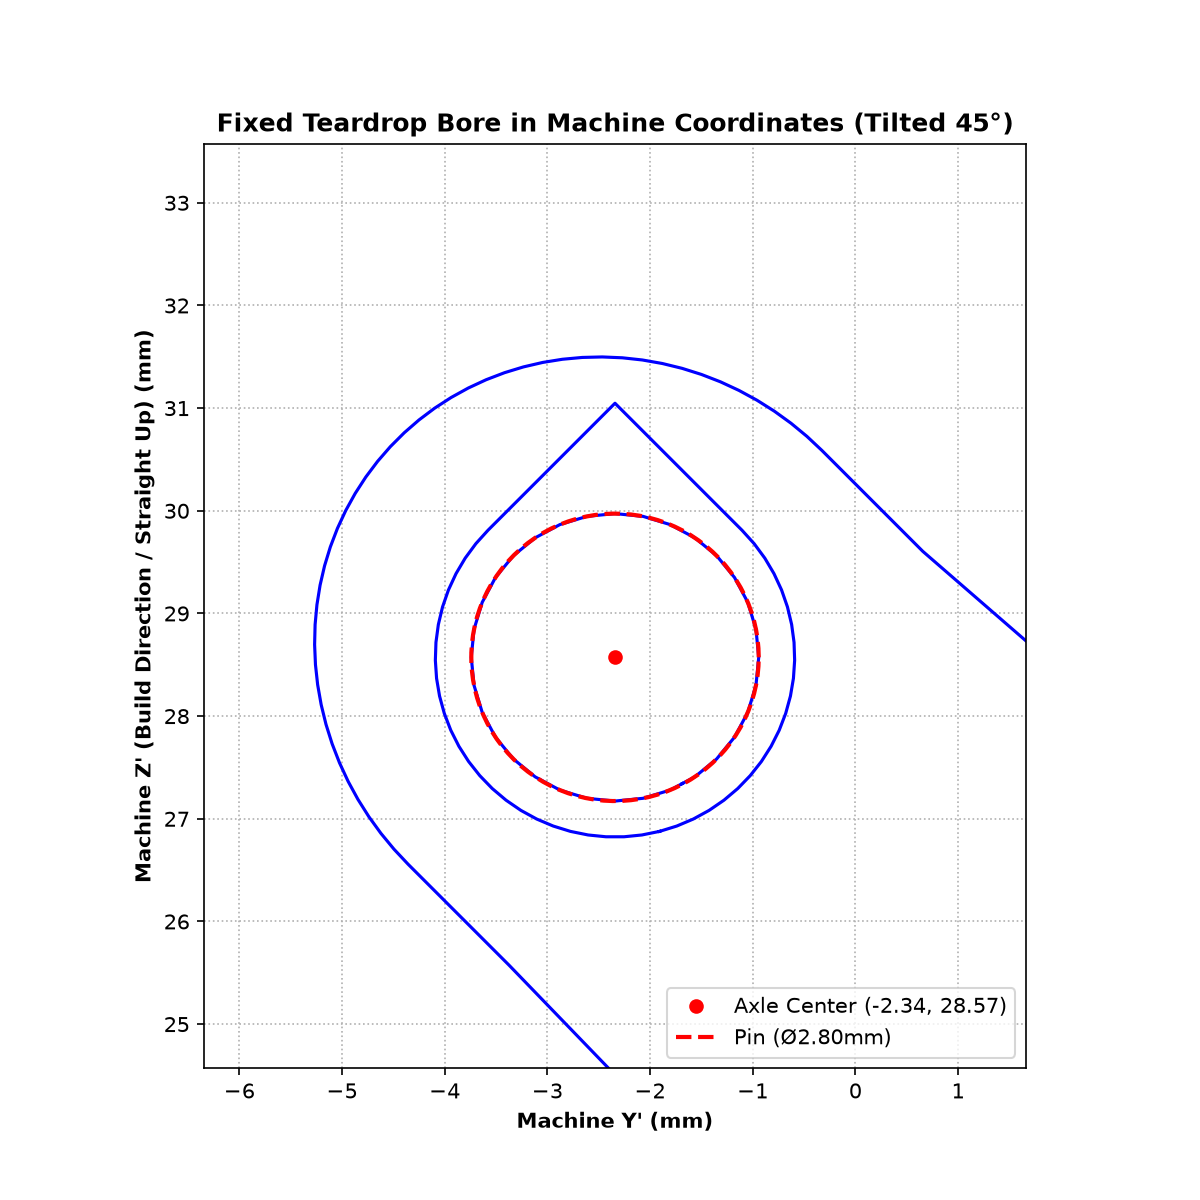 Fixed Teardrop Bore in Machine Coordinates (Tilted 45°)
Machine Z' (Build Direction / Straight Up) (mm)
33
32
31
30
29
28
27
26
25
Axle Center (-2.34, 28.57)
Pin (Ø2.80mm)
−6 −5 −4 −3 −2 −1 0 1
Machine Y' (mm)